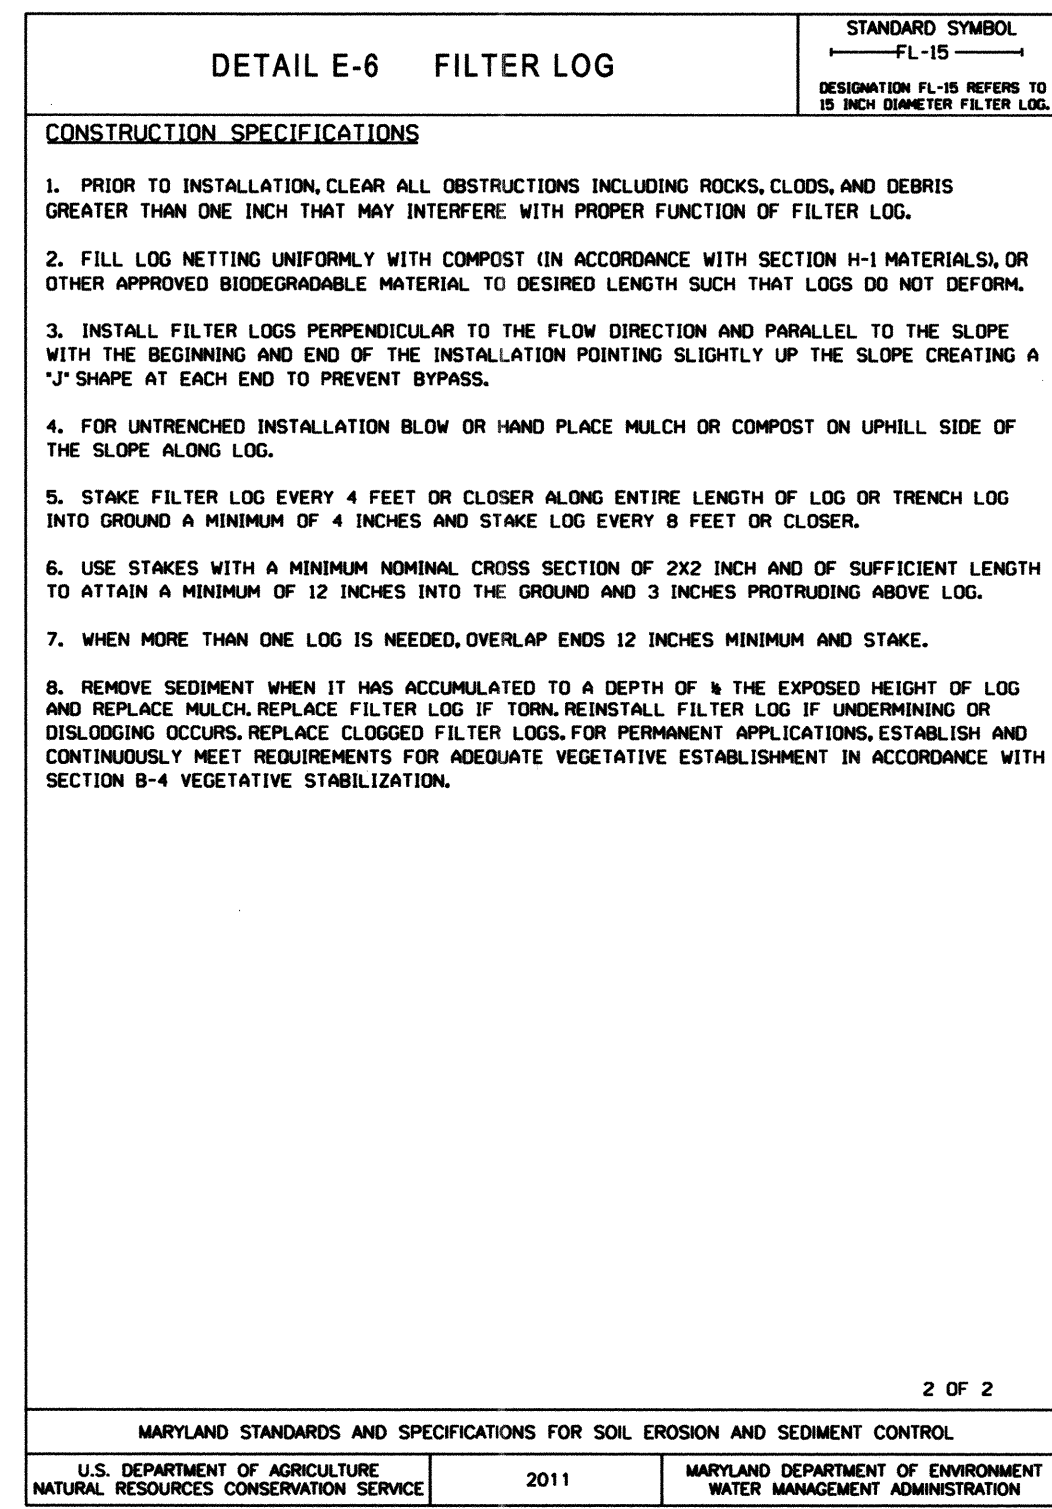 DETAIL E-6 FILTER LOG
STANDARD SYMBOL
FL-15
DESIGNATION FL-15 REFERS TO
15 INCH DIAMETER FILTER LOG.
CONSTRUCTION SPECIFICATIONS
1. PRIOR TO INSTALLATION, CLEAR ALL OBSTRUCTIONS INCLUDING ROCKS, CLODS, AND DEBRIS
GREATER THAN ONE INCH THAT MAY INTERFERE WITH PROPER FUNCTION OF FILTER LOG.
2. FILL LOG NETTING UNIFORMLY WITH COMPOST (IN ACCORDANCE WITH SECTION H-1 MATERIALS), OR
OTHER APPROVED BIODEGRADABLE MATERIAL TO DESIRED LENGTH SUCH THAT LOGS DO NOT DEFORM.
3. INSTALL FILTER LOGS PERPENDICULAR TO THE FLOW DIRECTION AND PARALLEL TO THE SLOPE
WITH THE BEGINNING AND END OF THE INSTALLATION POINTING SLIGHTLY UP THE SLOPE CREATING A
"J" SHAPE AT EACH END TO PREVENT BYPASS.
4. FOR UNTRENCHED INSTALLATION BLOW OR HAND PLACE MULCH OR COMPOST ON UPHILL SIDE OF
THE SLOPE ALONG LOG.
5. STAKE FILTER LOG EVERY 4 FEET OR CLOSER ALONG ENTIRE LENGTH OF LOG OR TRENCH LOG
INTO GROUND A MINIMUM OF 4 INCHES AND STAKE LOG EVERY 8 FEET OR CLOSER.
6. USE STAKES WITH A MINIMUM NOMINAL CROSS SECTION OF 2X2 INCH AND OF SUFFICIENT LENGTH
TO ATTAIN A MINIMUM OF 12 INCHES INTO THE GROUND AND 3 INCHES PROTRUDING ABOVE LOG.
7. WHEN MORE THAN ONE LOG IS NEEDED, OVERLAP ENDS 12 INCHES MINIMUM AND STAKE.
8. REMOVE SEDIMENT WHEN IT HAS ACCUMULATED TO A DEPTH OF THE EXPOSED HEIGHT OF LOG
AND REPLACE MULCH. REPLACE FILTER LOG IF TORN. REINSTALL FILTER LOG IF UNDERMINING OR
DISLODGING OCCURS. REPLACE CLOGGED FILTER LOGS. FOR PERMANENT APPLICATIONS, ESTABLISH AND
CONTINUOUSLY MEET REQUIREMENTS FOR ADEQUATE VEGETATIVE ESTABLISHMENT IN ACCORDANCE WITH
SECTION B-4 VEGETATIVE STABILIZATION.
2 OF 2
MARYLAND STANDARDS AND SPECIFICATIONS FOR SOIL EROSION AND SEDIMENT CONTROL
U.S. DEPARTMENT OF AGRICULTURE
NATURAL RESOURCES CONSERVATION SERVICE
2011
MARYLAND DEPARTMENT OF ENVIRONMENT
WATER MANAGEMENT ADMINISTRATION